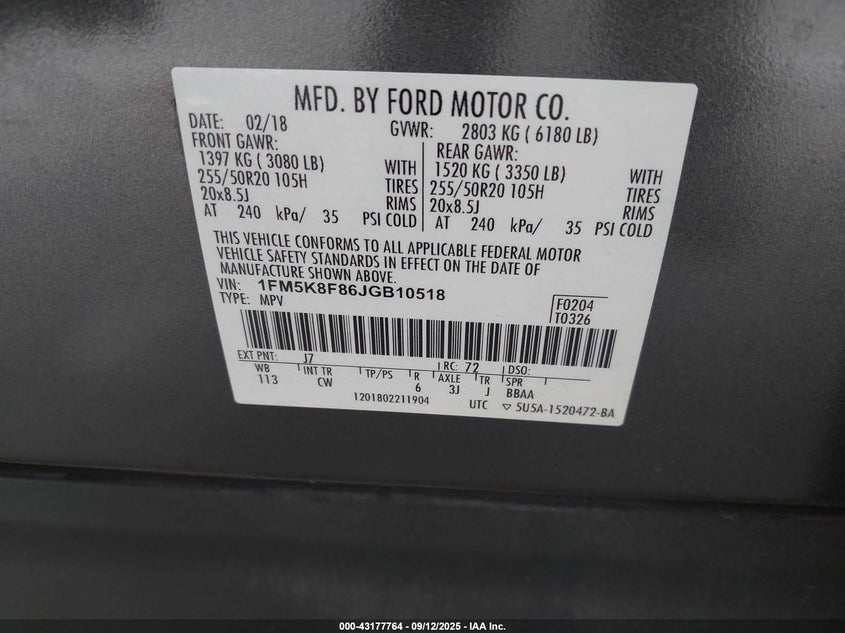 MFD. BY FORD MOTOR CO.
DATE: 02/18 GVWR: 2803 KG ( 6180 LB)
FRONT GAWR: REAR GAWR:
1397 KG ( 3080 LB) WITH 1520 KG ( 3350 LB) WITH
255/50R20 105H TIRES 255/50R20 105H TIRES
20x8.5J RIMS 20x8.5J RIMS
AT 240 kPa/ 35 PSI COLD AT 240 kPa/ 35 PSI COLD
THIS VEHICLE CONFORMS TO ALL APPLICABLE FEDERAL MOTOR
VEHICLE SAFETY STANDARDS IN EFFECT ON THE DATE OF
MANUFACTURE SHOWN ABOVE.
VIN: 1FM5K8F86JGB10518 F0204
TYPE: MPV T0326
EXT PNT: J7 RC: 72 DSO:
WB INT TR TP/PS R AXLE TR SPR
113 CW 6 3J J BBAA
1201802211904 UTC ▽ 5U5A-1520472-BA
000-43177764 - 09/12/2025 - IAA Inc.